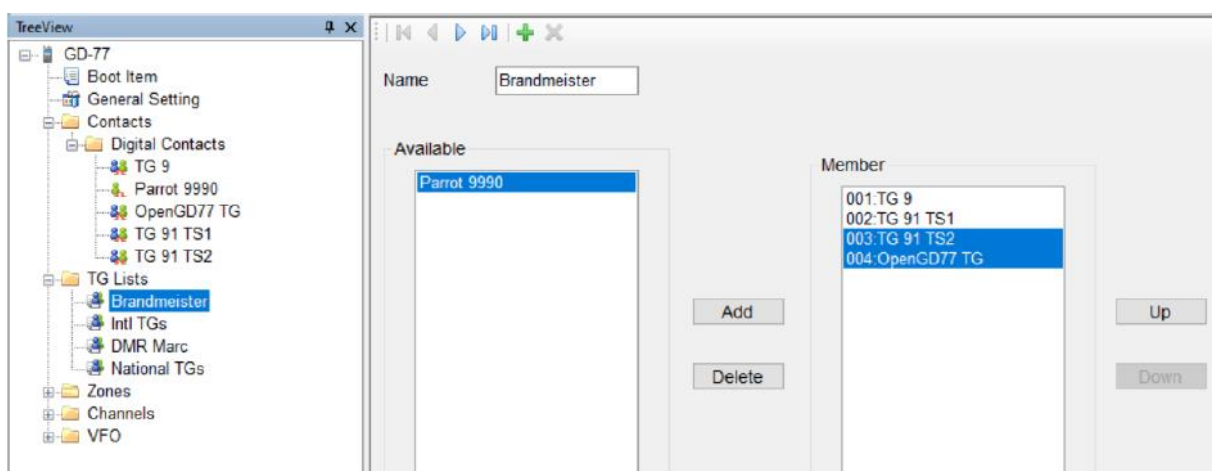 TreeView
GD-77
Boot Item
General Setting
Contacts
Digital Contacts
TG 9
Parrot 9990
OpenGD77 TG
TG 91 TS1
TG 91 TS2
TG Lists
Brandmeister
Intl TGs
DMR Marc
National TGs
Zones
Channels
VFO
Name
Brandmeister
Available
Parrot 9990
Add
Delete
Member
001:TG 9
002:TG 91 TS1
003:TG 91 TS2
004:OpenGD77 TG
Up
Down